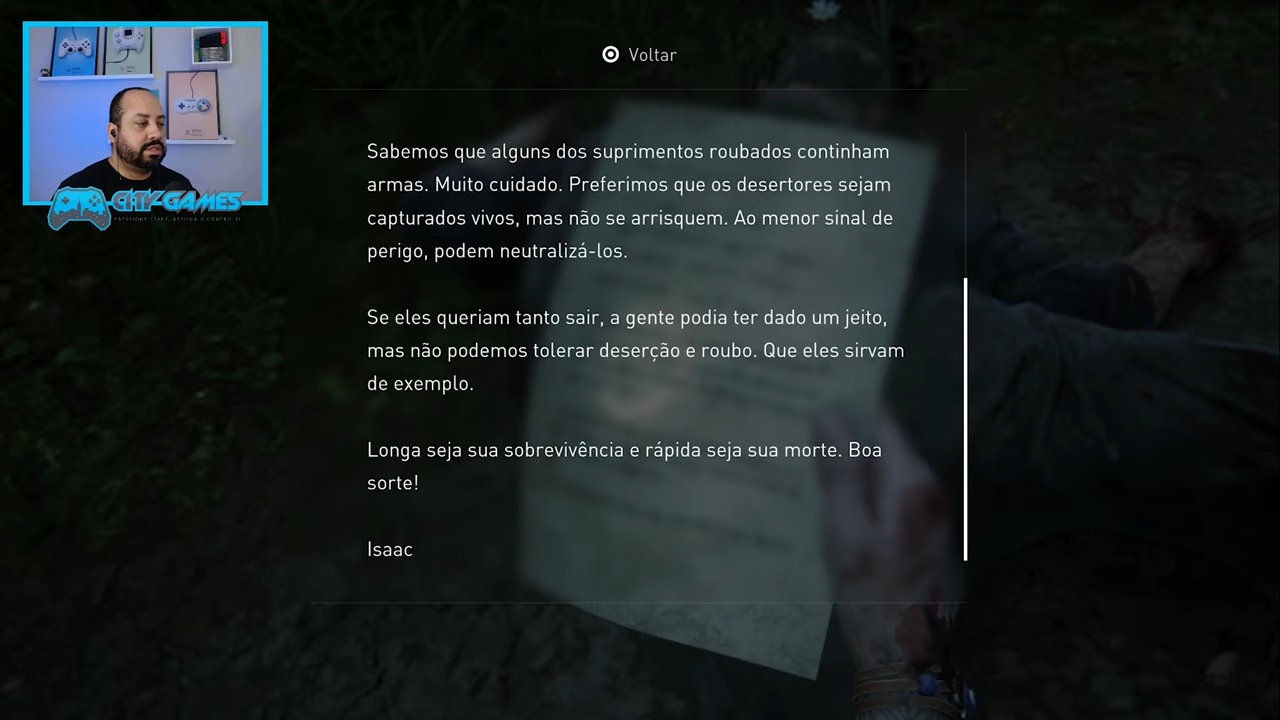 Voltar
Sabemos que alguns dos suprimentos roubados continham
armas. Muito cuidado. Preferimos que os desertores sejam
capturados vivos, mas não se arrisquem. Ao menor sinal de
perigo, podem neutralizá-los.
Se eles queriam tanto sair, a gente podia ter dado um jeito,
mas não podemos tolerar deserção e roubo. Que eles sirvam
de exemplo.
Longa seja sua sobrevivência e rápida seja sua morte. Boa
sorte!
Isaac